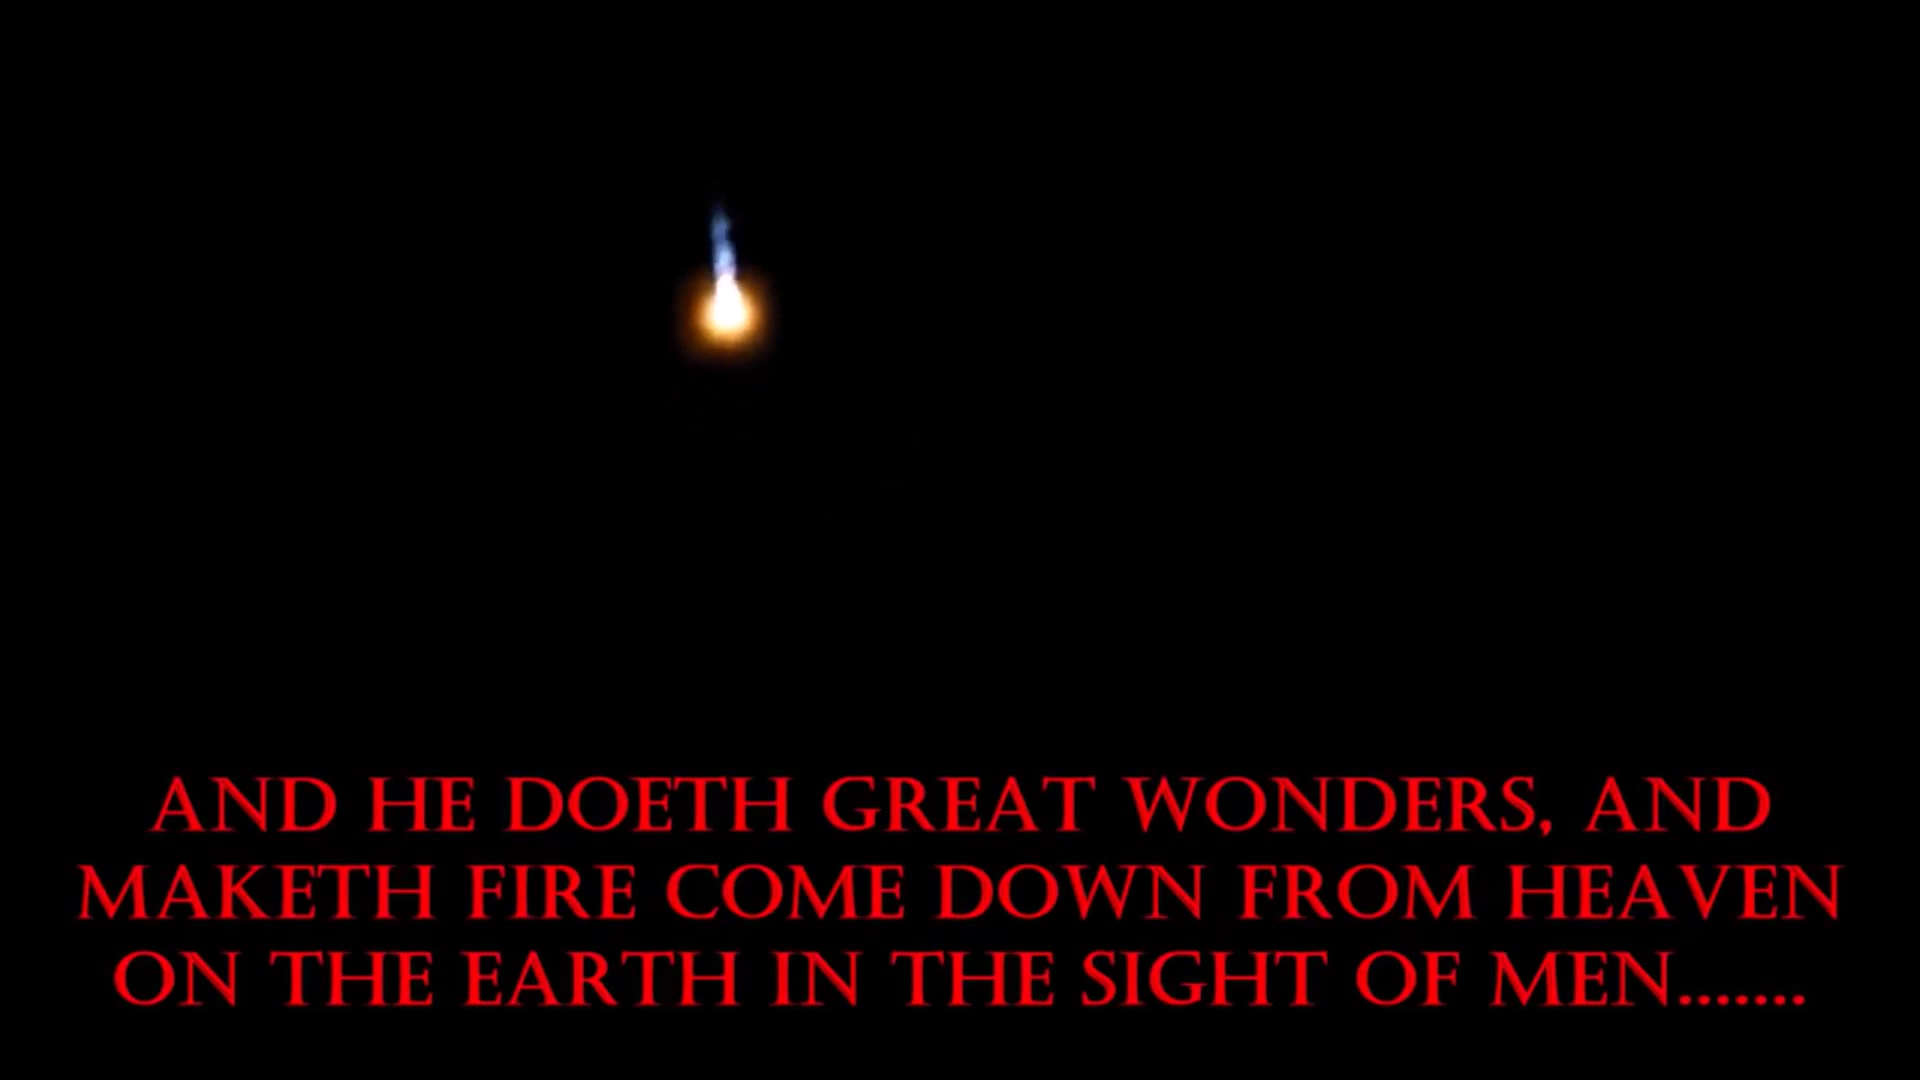 AND HE DOETH GREAT WONDERS, AND
MAKETH FIRE COME DOWN FROM HEAVEN
ON THE EARTH IN THE SIGHT OF MEN.......